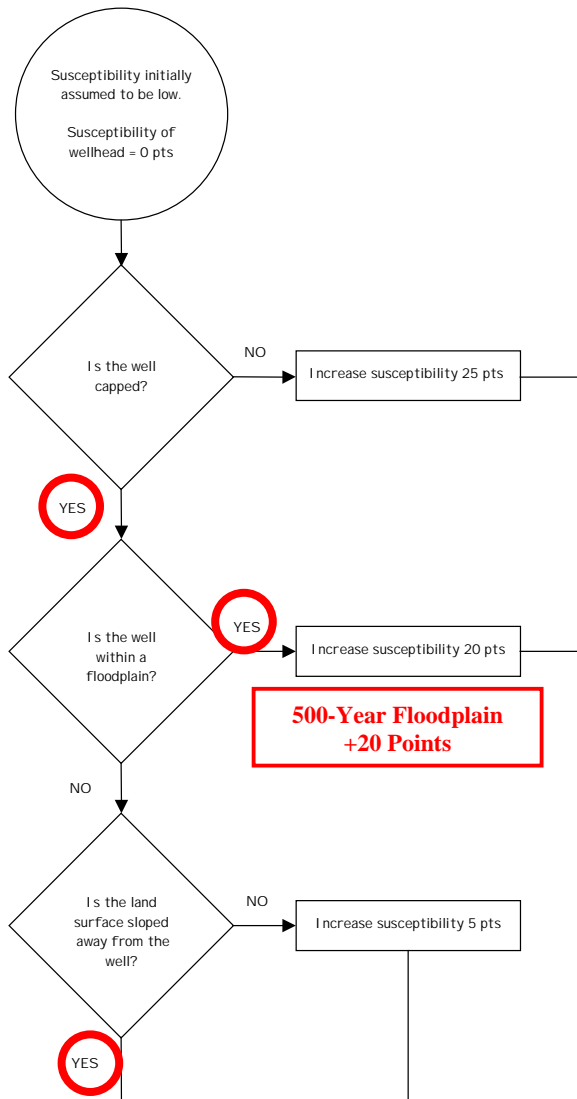 Susceptibility initially
assumed to be low.
Susceptibility of
wellhead = 0 pts
Is the well
capped?
NO
Increase susceptibility 25 pts
YES
Is the well
within a
floodplain?
YES
Increase susceptibility 20 pts
500-Year Floodplain
+20 Points
NO
Is the land
surface sloped
away from the
well?
NO
Increase susceptibility 5 pts
YES